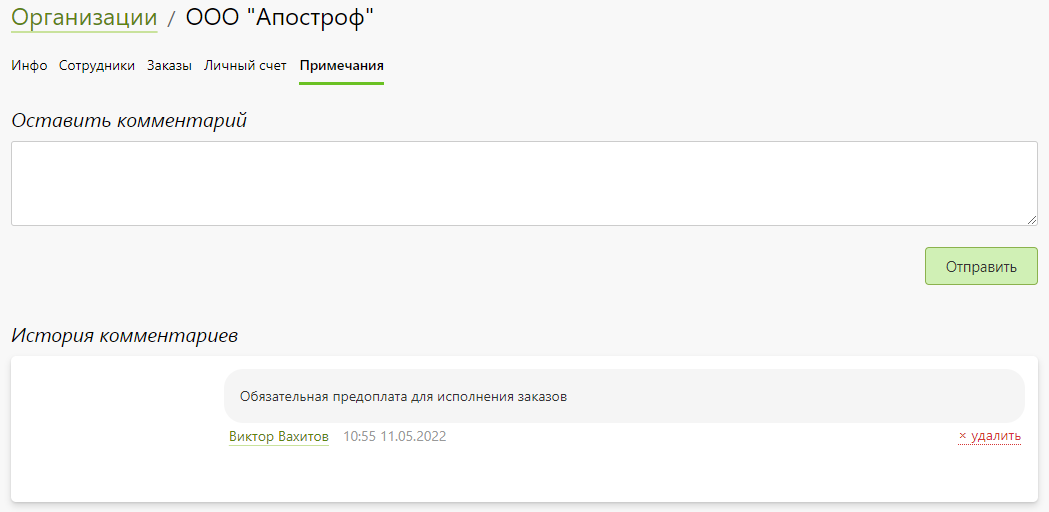 Организации / ООО "Апостроф"
Инфо Сотрудники Заказы Личный счет Примечания
Оставить комментарий
Отправить
История комментариев
Обязательная предоплата для исполнения заказов
Виктор Вахитов 10:55 11.05.2022 × удалить